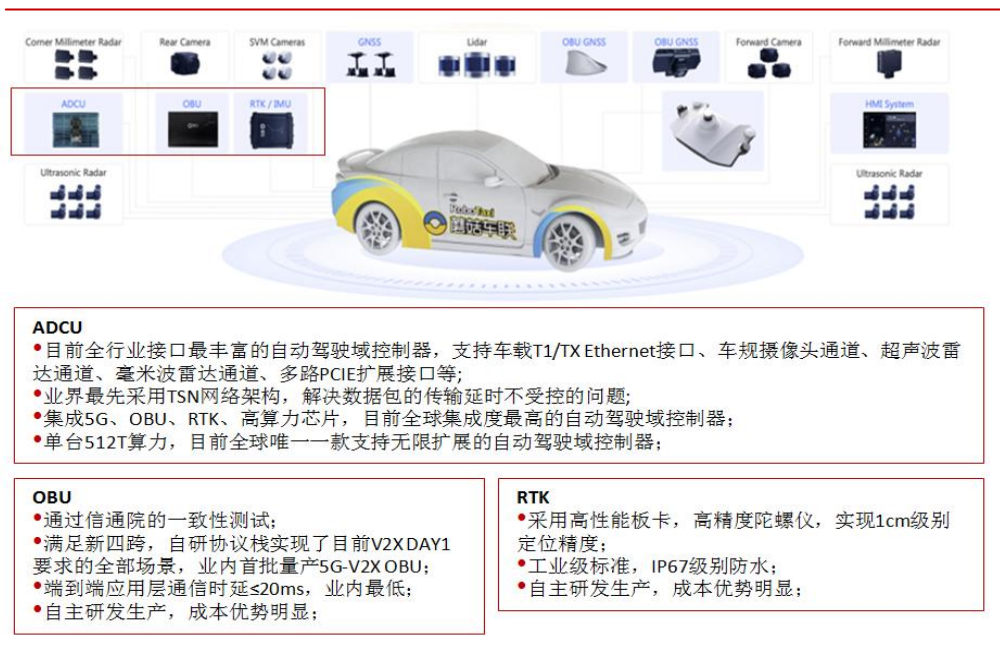 Corner Millimeter Radar
Rear Camera
SVM Cameras
GNSS
Lidar
OBU GNSS
OBU GNSS
Forward Camera
Forward Millimeter Radar
ADCU
OBU
RTK / IMU
HMI System
Ultrasonic Radar
Ultrasonic Radar
RoboTaxi
蘑菇车联
ADCU
•目前全行业接口最丰富的自动驾驶域控制器，支持车载T1/TX Ethernet接口、车规摄像头通道、超声波雷
达通道、毫米波雷达通道、多路PCIE扩展接口等;
•业界最先采用TSN网络架构，解决数据包的传输延时不受控的问题;
•集成5G、OBU、RTK、高算力芯片，目前全球集成度最高的自动驾驶域控制器；
•单台512T算力，目前全球唯一一款支持无限扩展的自动驾驶域控制器；
OBU
•通过信通院的一致性测试；
•满足新四跨，自研协议栈实现了目前V2X DAY1
要求的全部场景，业内首批量产5G-V2X OBU；
•端到端应用层通信时延≤20ms，业内最低；
•自主研发生产，成本优势明显；
RTK
•采用高性能板卡，高精度陀螺仪，实现1cm级别
定位精度；
•工业级标准，IP67级别防水；
•自主研发生产，成本优势明显；